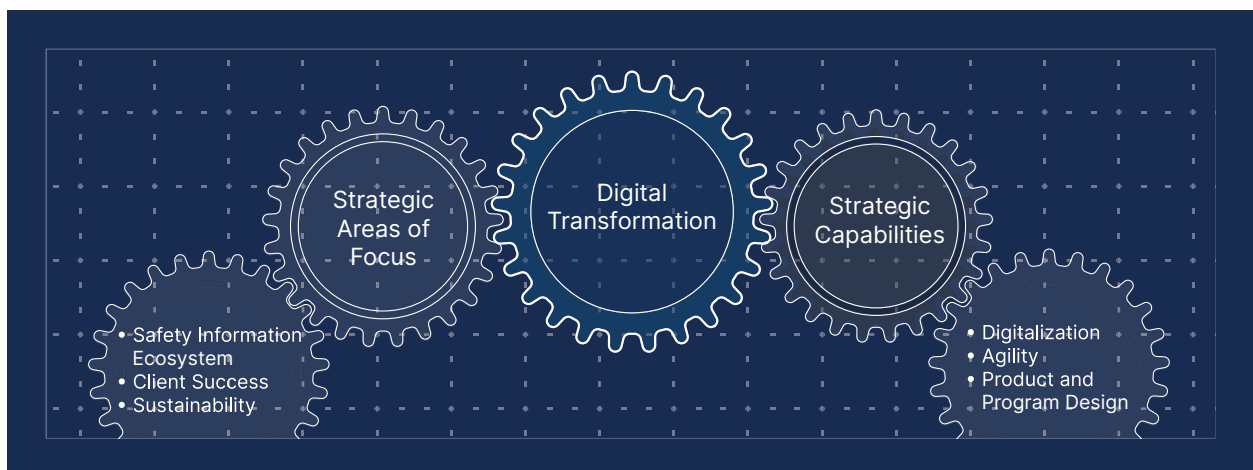 Strategic
Areas of
Focus
Digital
Transformation
Strategic
Capabilities
• Safety Information
Ecosystem
• Client Success
• Sustainability
• Digitalization
• Agility
• Product and
Program Design